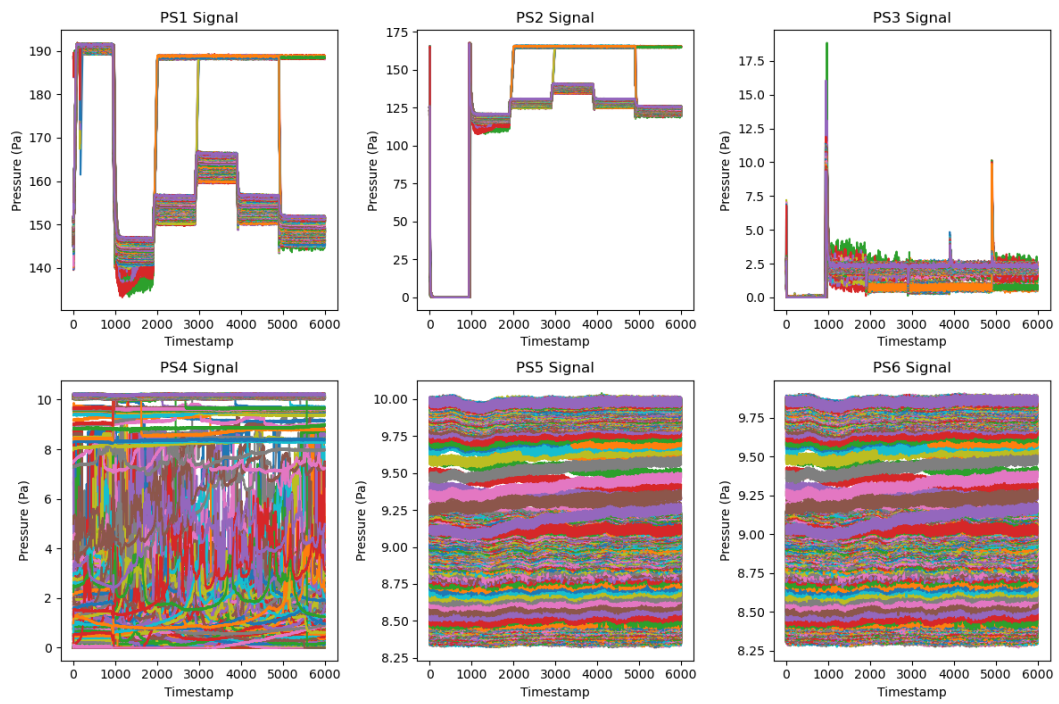 PS1 Signal
Pressure (Pa)
190
180
170
160
150
140
0 1000 2000 3000 4000 5000 6000
Timestamp
PS2 Signal
Pressure (Pa)
175
150
125
100
75
50
25
0
0 1000 2000 3000 4000 5000 6000
Timestamp
PS3 Signal
Pressure (Pa)
17.5
15.0
12.5
10.0
7.5
5.0
2.5
0.0
0 1000 2000 3000 4000 5000 6000
Timestamp
PS4 Signal
Pressure (Pa)
10
8
6
4
2
0
0 1000 2000 3000 4000 5000 6000
Timestamp
PS5 Signal
Pressure (Pa)
10.00
9.75
9.50
9.25
9.00
8.75
8.50
8.25
0 1000 2000 3000 4000 5000 6000
Timestamp
PS6 Signal
Pressure (Pa)
9.75
9.50
9.25
9.00
8.75
8.50
8.25
0 1000 2000 3000 4000 5000 6000
Timestamp